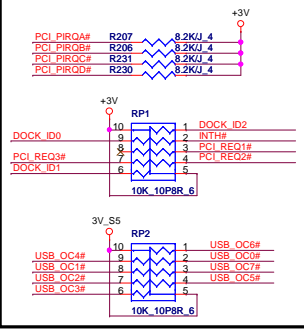 +3V
PCI_PIRQA# R207 8.2K/J_4
PCI_PIRQB# R206 8.2K/J_4
PCI_PIRQC# R231 8.2K/J_4
PCI_PIRQD# R230 8.2K/J_4
+3V
RP1
10 1 DOCK_ID2
DOCK_ID0 9 2 INTH#
8 3 PCI_REQ1#
PCI_REQ3# 7 4 PCI_REQ2#
DOCK_ID1 6 5
10K_10P8R_6
3V_S5
RP2
10 1 USB_OC6#
USB_OC4# 9 2 USB_OC0#
USB_OC1# 8 3 USB_OC7#
USB_OC2# 7 4 USB_OC5#
USB_OC3# 6 5
10K_10P8R_6